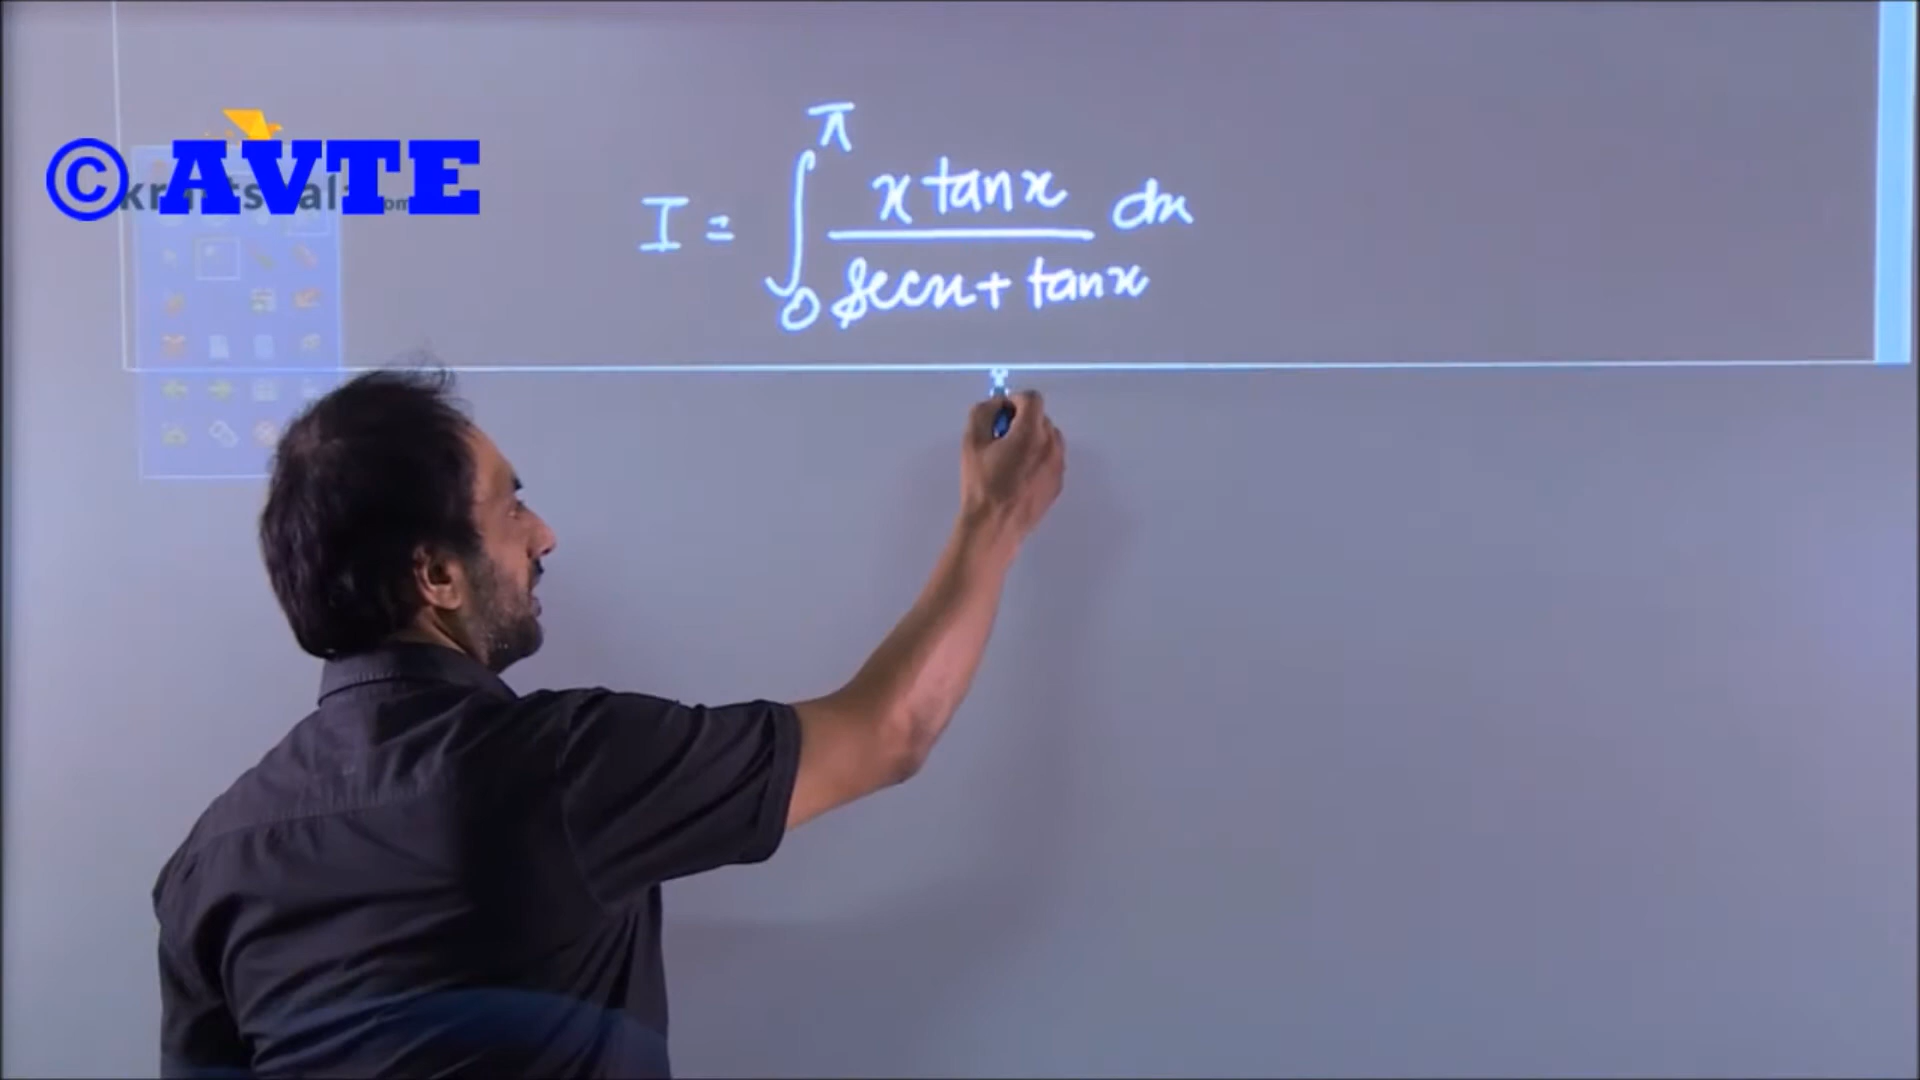 © AVTE
I = ∫₀^π x tan x / sec x + tan x dx